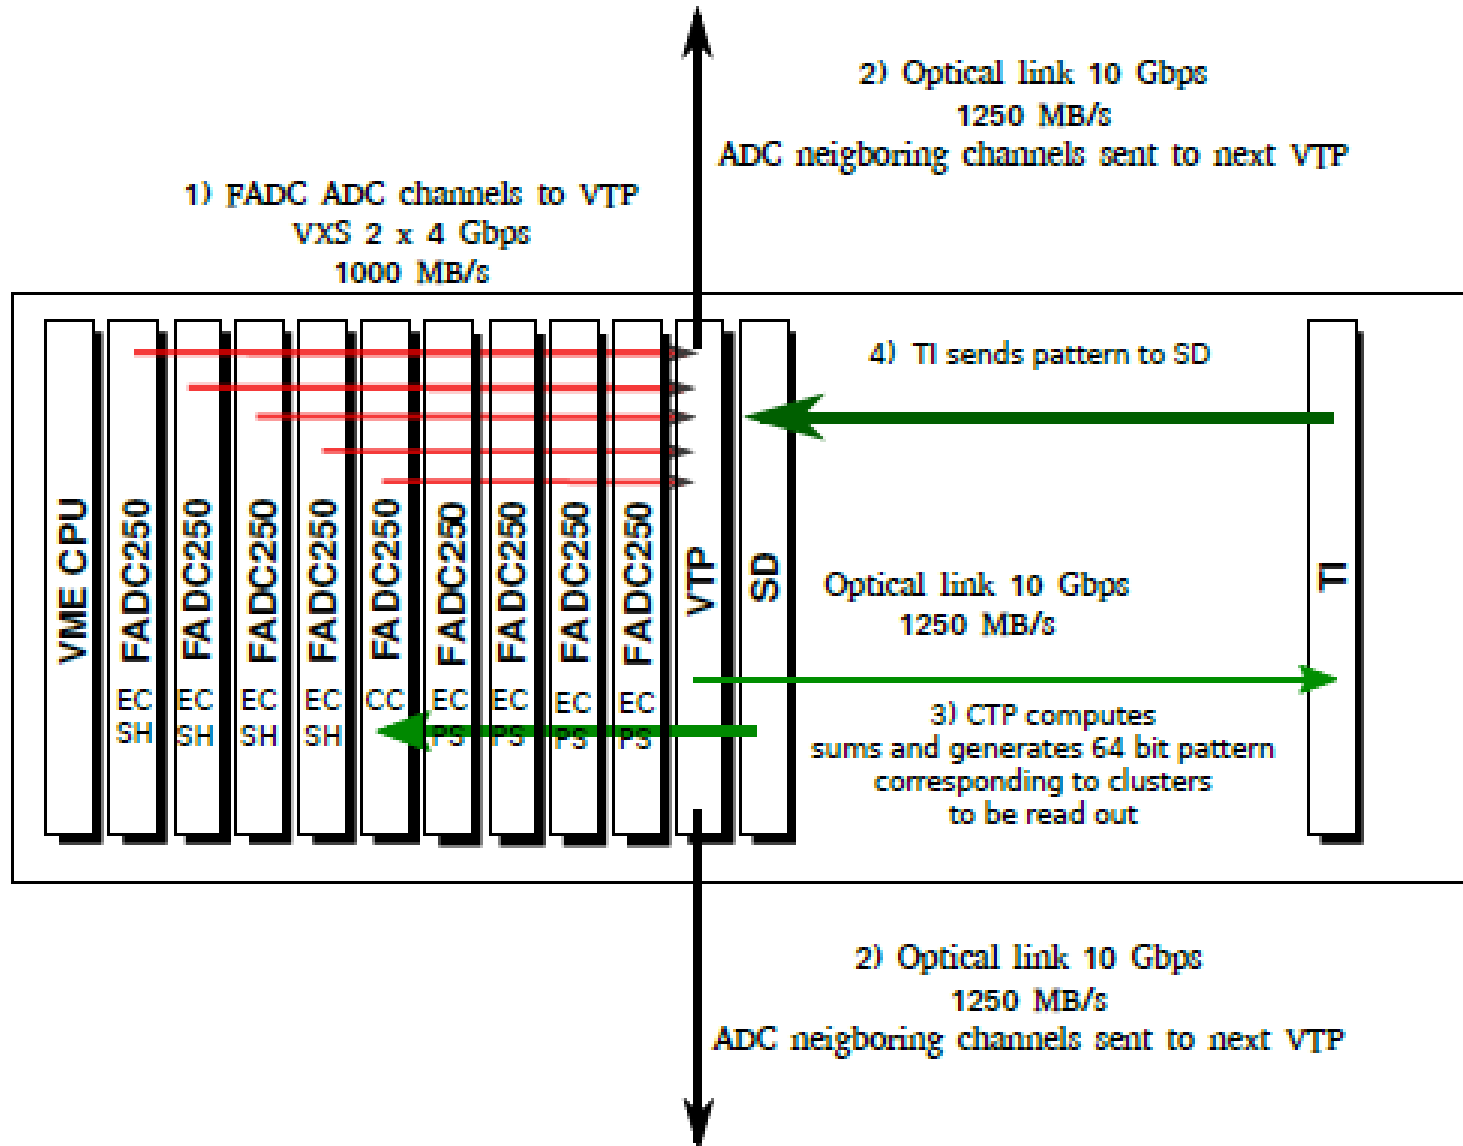 2) Optical link 10 Gbps
1250 MB/s
ADC neigboring channels sent to next VTP
1) FADC ADC channels to VTP
VXS 2 x 4 Gbps
1000 MB/s
4) TI sends pattern to SD
VME CPU
FADC250
FADC250
FADC250
FADC250
FADC250
FADC250
FADC250
FADC250
FADC250
VTP
SD
TI
EC
SH
EC
SH
EC
SH
EC
SH
CC
EC
PS
EC
PS
EC
PS
EC
PS
Optical link 10 Gbps
1250 MB/s
3) CTP computes
sums and generates 64 bit pattern
corresponding to clusters
to be read out
2) Optical link 10 Gbps
1250 MB/s
ADC neigboring channels sent to next VTP